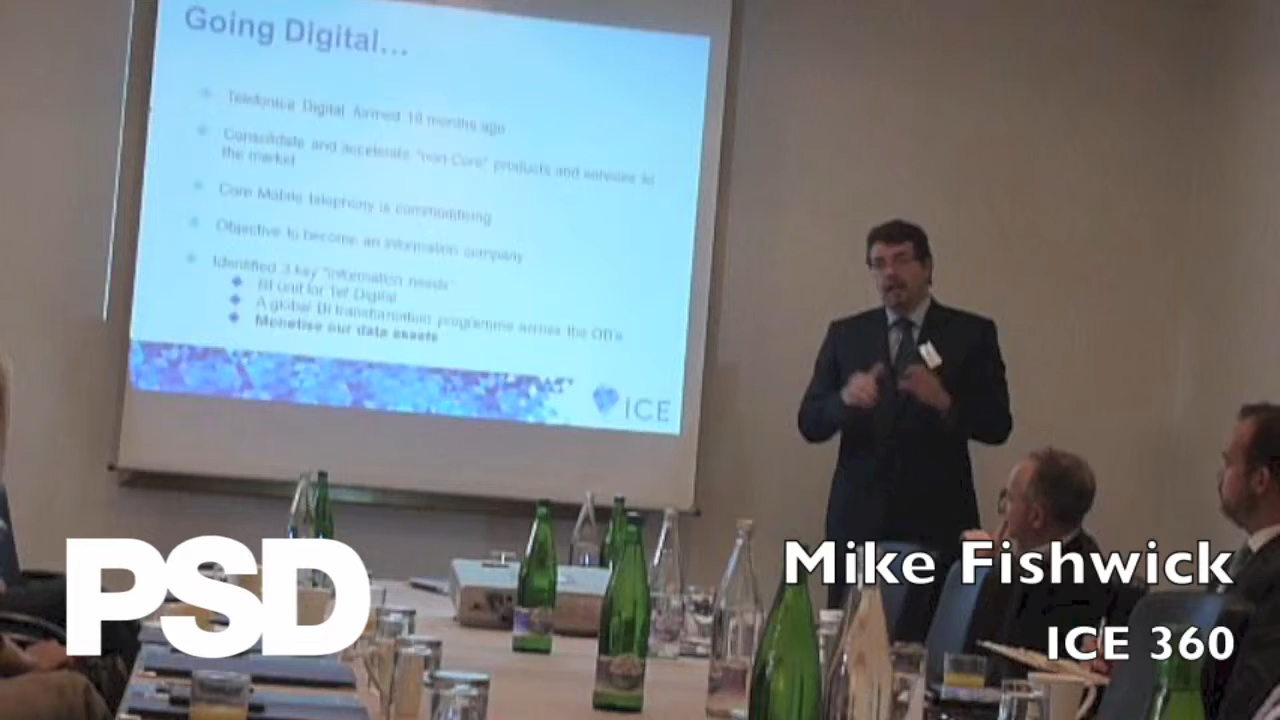 Going Digital...
Telefonica Digital formed 18 months ago
Consolidate and accelerate "non-Core" products and services to
the market
Core Mobile telephony is commoditising
Objective to become an information company
Identified 3 key "information needs"
BI unit for Tef Digital
A global BI transformation programme across the OB's
Monetise our data assets
ICE
PSD
Mike Fishwick
ICE 360